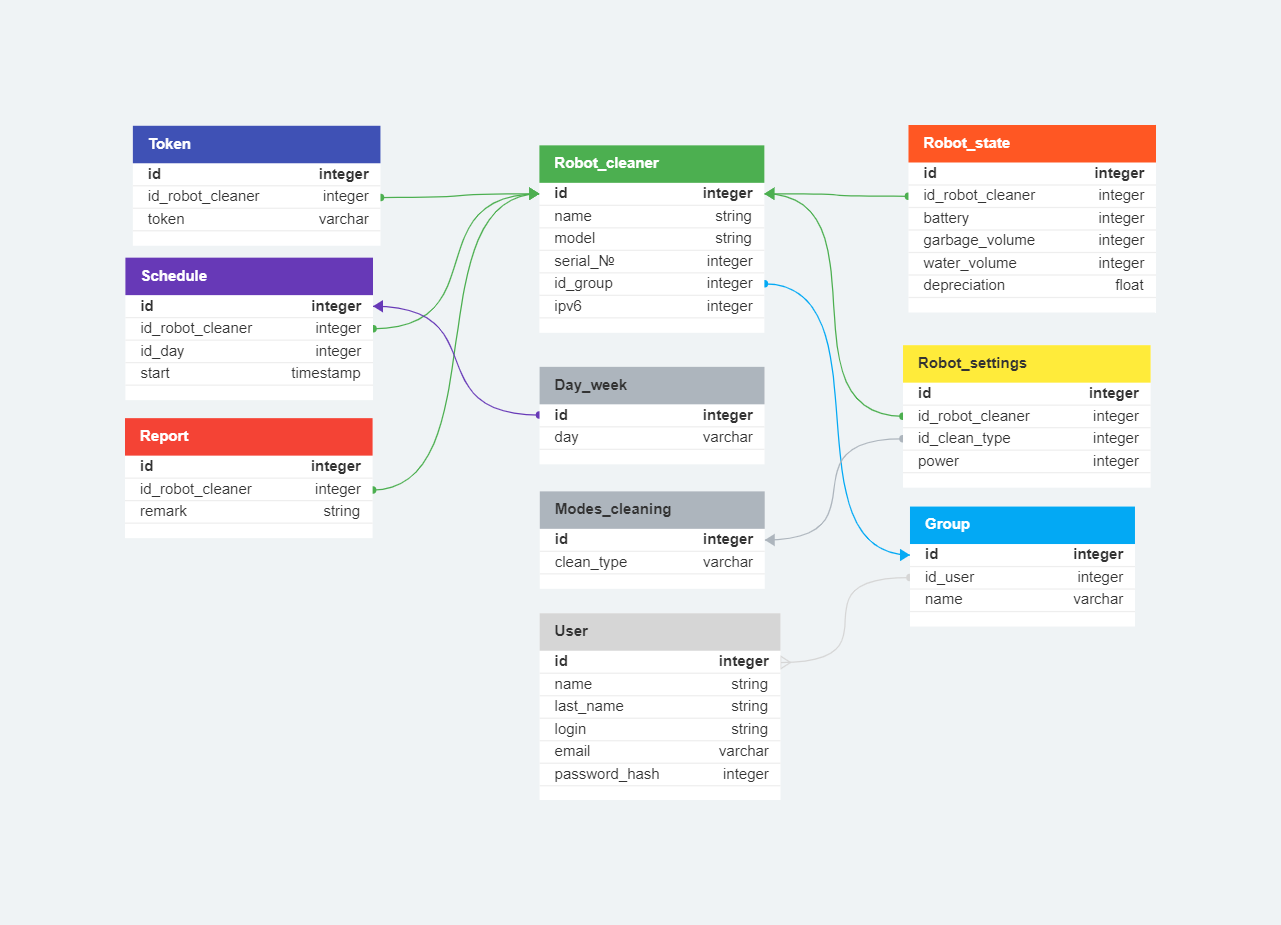 Token
id integer
id_robot_cleaner integer
token varchar
Schedule
id integer
id_robot_cleaner integer
id_day integer
start timestamp
Report
id integer
id_robot_cleaner integer
remark string
Robot_cleaner
id integer
name string
model string
serial_№ integer
id_group integer
ipv6 integer
Day_week
id integer
day varchar
Modes_cleaning
id integer
clean_type varchar
User
id integer
name string
last_name string
login string
email varchar
password_hash integer
Robot_state
id integer
id_robot_cleaner integer
battery integer
garbage_volume integer
water_volume integer
depreciation float
Robot_settings
id integer
id_robot_cleaner integer
id_clean_type integer
power integer
Group
id integer
id_user integer
name varchar